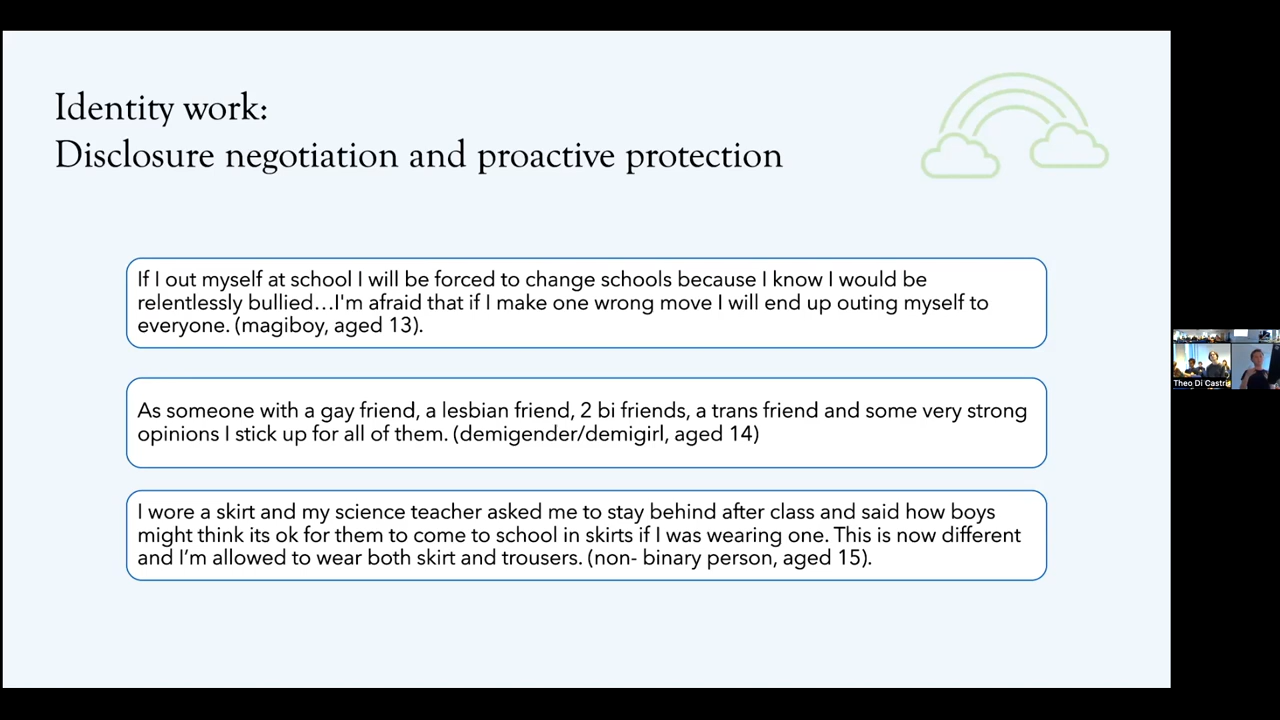 Identity work:
Disclosure negotiation and proactive protection
If I out myself at school I will be forced to change schools because I know I would be
relentlessly bullied…I'm afraid that if I make one wrong move I will end up outing myself to
everyone. (magiboy, aged 13).
As someone with a gay friend, a lesbian friend, 2 bi friends, a trans friend and some very strong
opinions I stick up for all of them. (demigender/demigirl, aged 14)
I wore a skirt and my science teacher asked me to stay behind after class and said how boys
might think its ok for them to come to school in skirts if I was wearing one. This is now different
and I’m allowed to wear both skirt and trousers. (non- binary person, aged 15).
Theo Di Castri